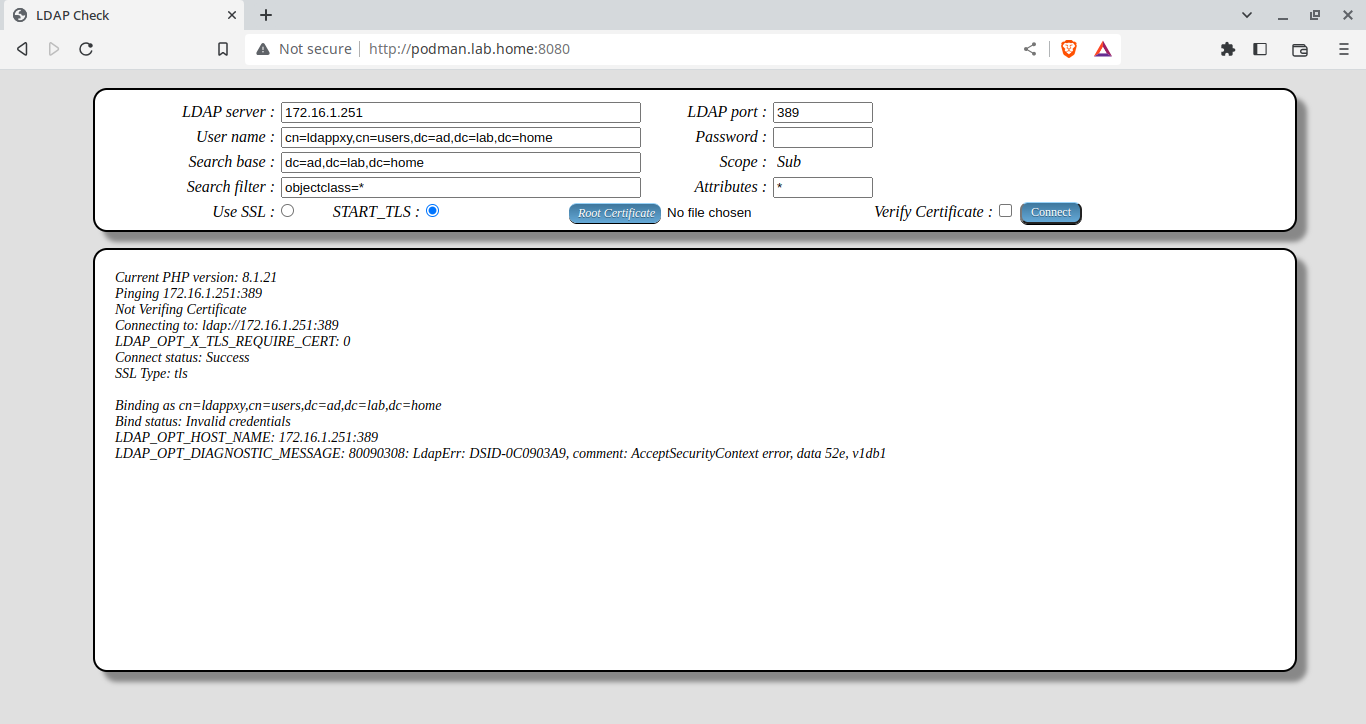 LDAP Check
Not secure http://podman.lab.home:8080
LDAP server : 172.16.1.251 LDAP port : 389
User name : cn=ldappxy,cn=users,dc=ad,dc=lab,dc=home Password :
Search base : dc=ad,dc=lab,dc=home Scope : Sub
Search filter : objectclass=* Attributes : *
Use SSL : START_TLS : Root Certificate No file chosen Verify Certificate : Connect
Current PHP version: 8.1.21
Pinging 172.16.1.251:389
Not Verifing Certificate
Connecting to: ldap://172.16.1.251:389
LDAP_OPT_X_TLS_REQUIRE_CERT: 0
Connect status: Success
SSL Type: tls
Binding as cn=ldappxy,cn=users,dc=ad,dc=lab,dc=home
Bind status: Invalid credentials
LDAP_OPT_HOST_NAME: 172.16.1.251:389
LDAP_OPT_DIAGNOSTIC_MESSAGE: 80090308: LdapErr: DSID-0C0903A9, comment: AcceptSecurityContext error, data 52e, v1db1